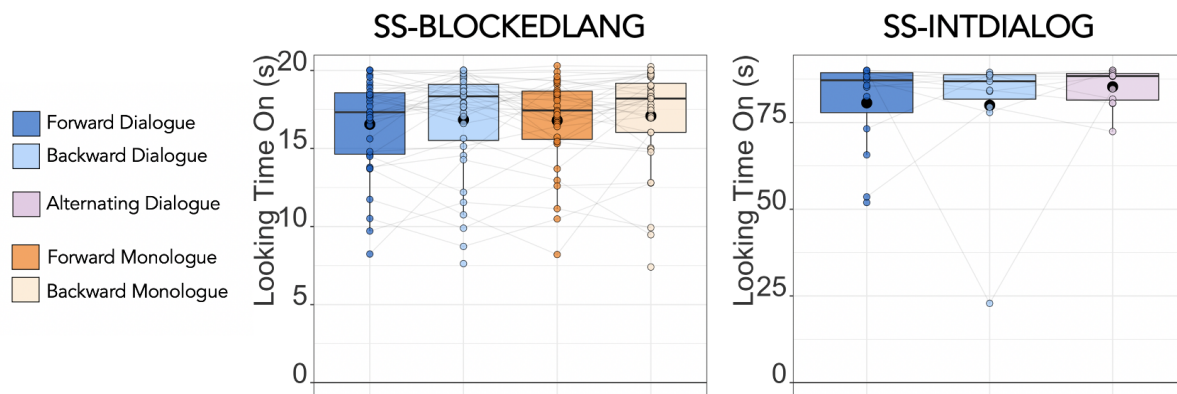 SS-BLOCKEDLANG
SS-INTDIALOG
Forward Dialogue
Backward Dialogue
Alternating Dialogue
Forward Monologue
Backward Monologue
Looking Time On (s)
20
15
10
5
0
Looking Time On (s)
75
50
25
0